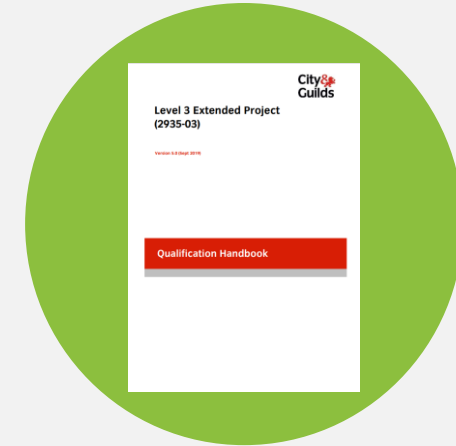 City&
Guilds
Level 3 Extended Project
(2935-03)
Qualification Handbook